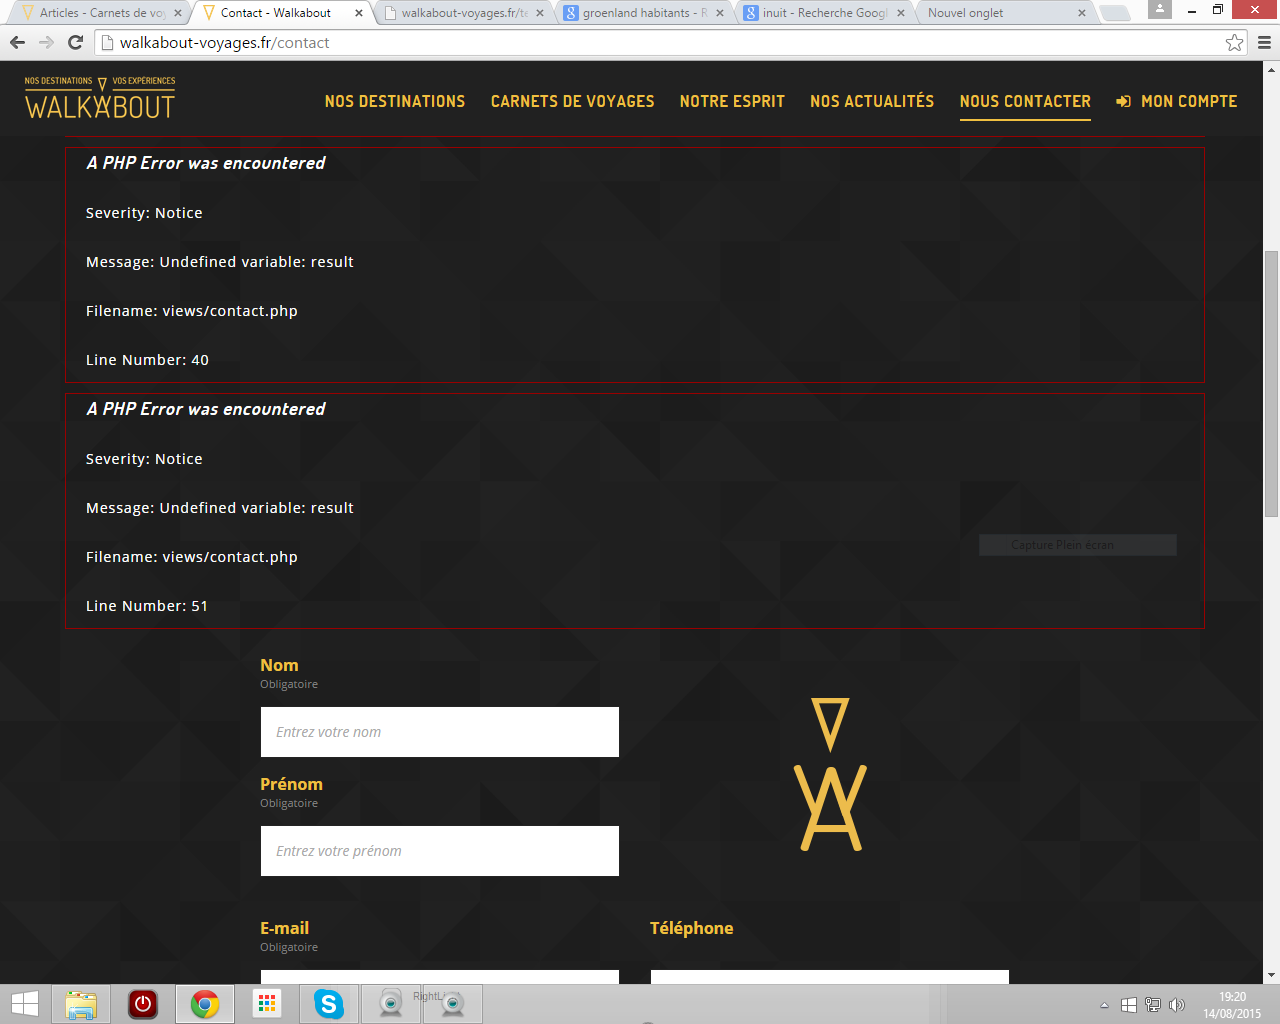 Articles - Carnets de voy
Contact - Walkabout
walkabout-voyages.fr/te
groenland habitants - R
inuit - Recherche Googl
Nouvel onglet
walkabout-voyages.fr/contact
NOS DESTINATIONS VOS EXPÉRIENCES
WALKABOUT
NOS DESTINATIONS
CARNETS DE VOYAGES
NOTRE ESPRIT
NOS ACTUALITÉS
NOUS CONTACTER
MON COMPTE
A PHP Error was encountered
Severity: Notice
Message: Undefined variable: result
Filename: views/contact.php
Line Number: 40
A PHP Error was encountered
Severity: Notice
Message: Undefined variable: result
Filename: views/contact.php
Line Number: 51
Capture Plein écran
Nom
Obligatoire
Entrez votre nom
Prénom
Obligatoire
Entrez votre prénom
E-mail
Obligatoire
Téléphone
19:20
14/08/2015